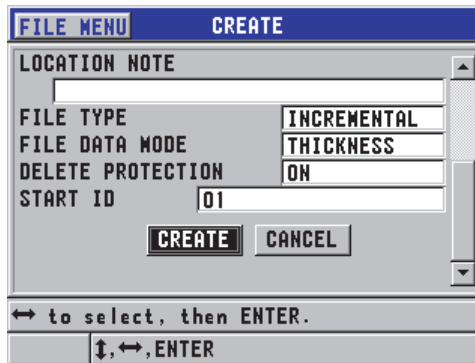 FILE MENU CREATE
LOCATION NOTE
FILE TYPE INCREMENTAL
FILE DATA MODE THICKNESS
DELETE PROTECTION ON
START ID 01
CREATE CANCEL
↔ to select, then ENTER.
↕,↔,ENTER